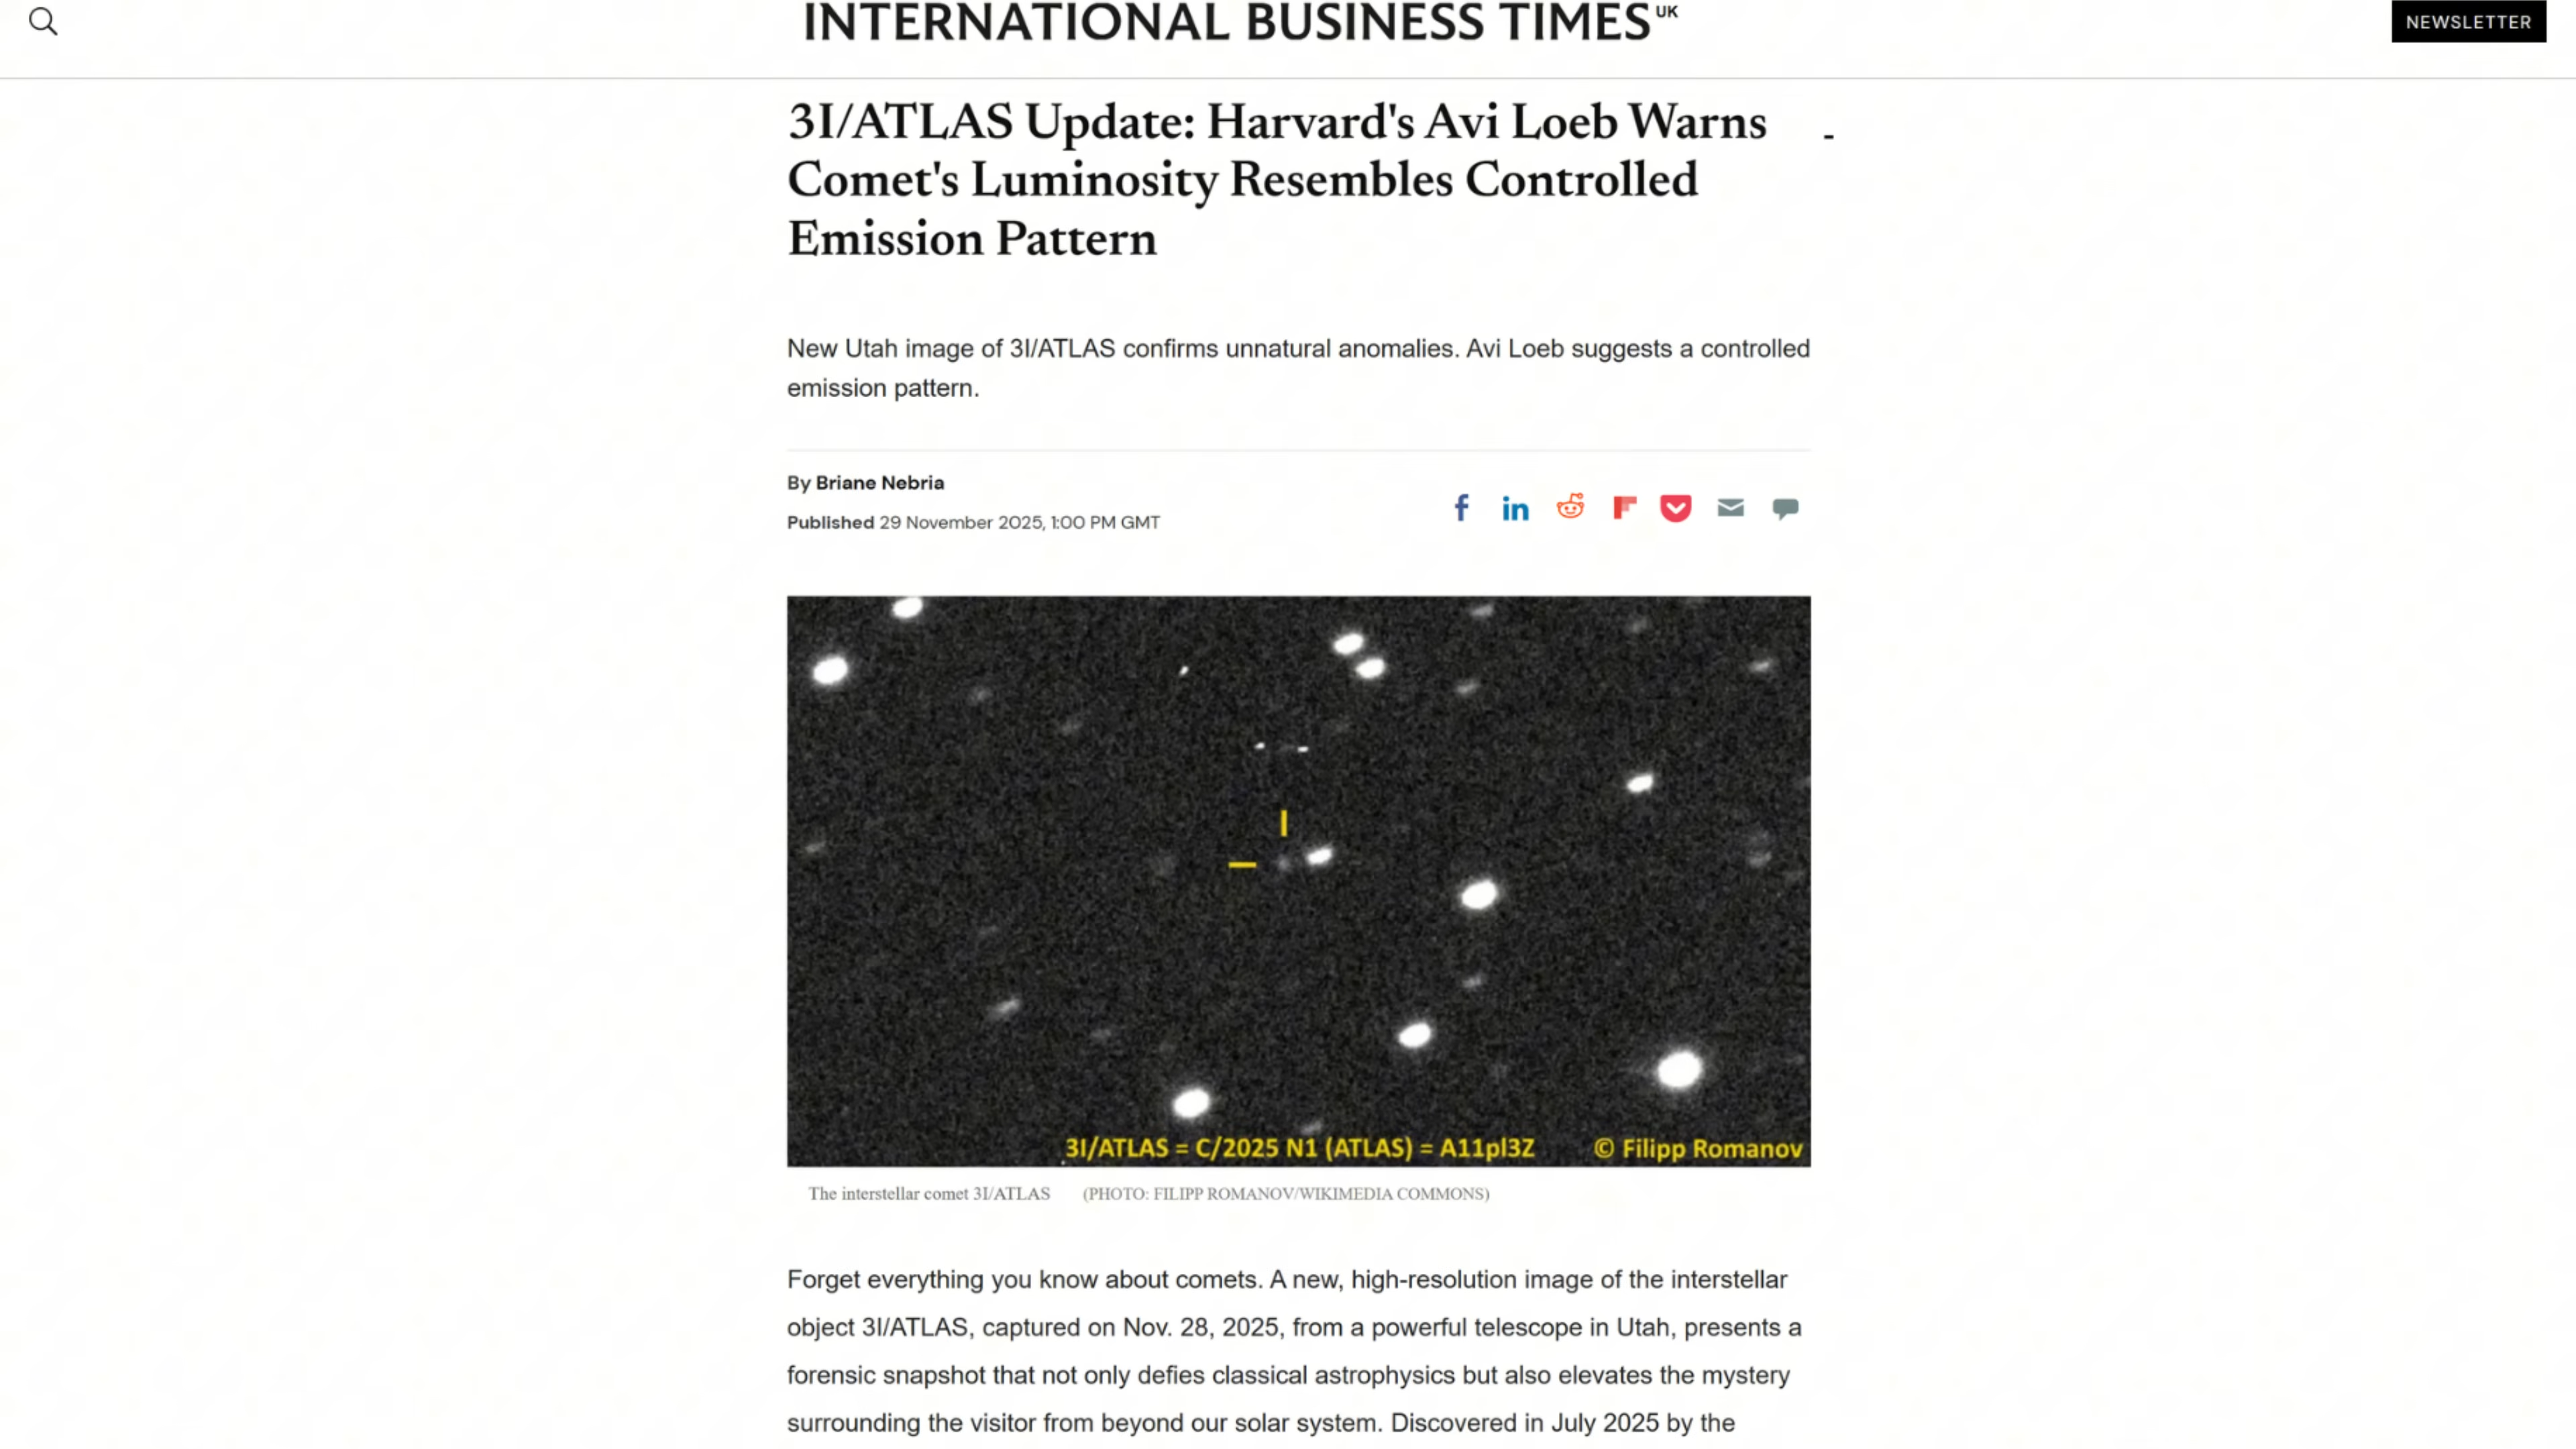 INTERNATIONAL BUSINESS TIMES UK
NEWSLETTER
3I/ATLAS Update: Harvard's Avi Loeb Warns
Comet's Luminosity Resembles Controlled
Emission Pattern
New Utah image of 3I/ATLAS confirms unnatural anomalies. Avi Loeb suggests a controlled
emission pattern.
By Briane Nebria
Published 29 November 2025, 1:00 PM GMT
3I/ATLAS = C/2025 N1 (ATLAS) = A11pl3Z © Filipp Romanov
The interstellar comet 3I/ATLAS (PHOTO: FILIPP ROMANOV/WIKIMEDIA COMMONS)
Forget everything you know about comets. A new, high-resolution image of the interstellar
object 3I/ATLAS, captured on Nov. 28, 2025, from a powerful telescope in Utah, presents a
forensic snapshot that not only defies classical astrophysics but also elevates the mystery
surrounding the visitor from beyond our solar system. Discovered in July 2025 by the